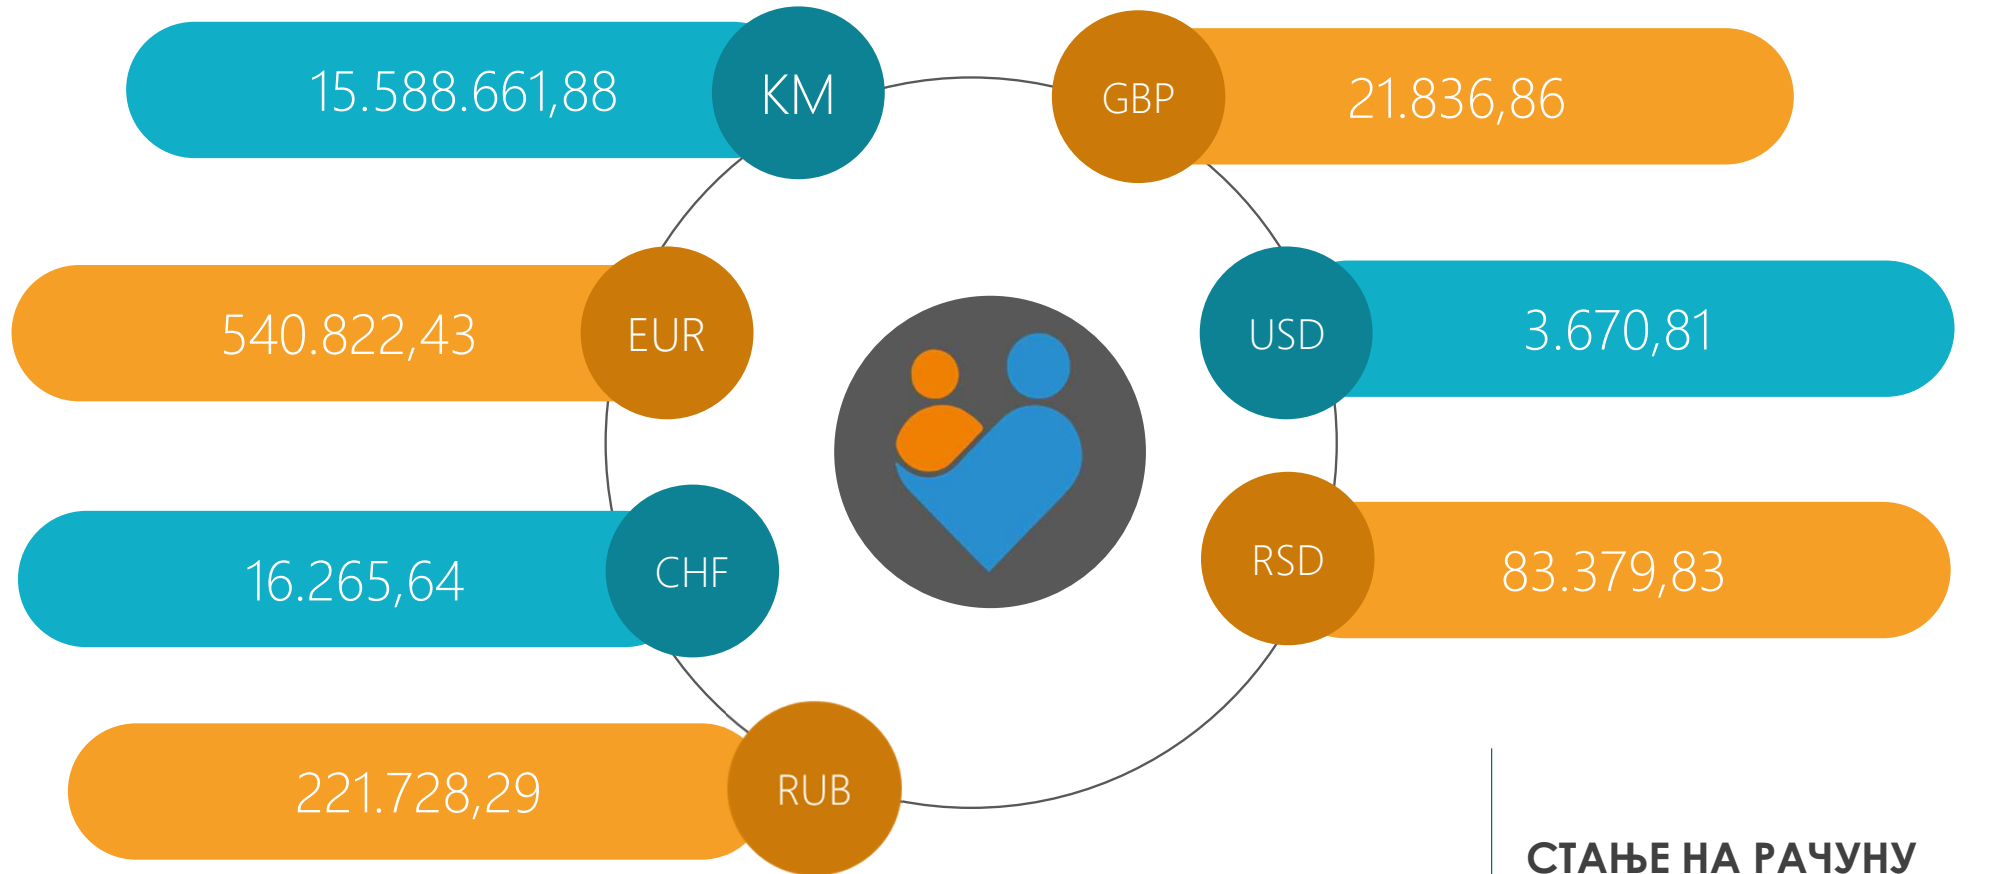 15.588.661,88
KM
GBP
21.836,86
540.822,43
EUR
USD
3.670,81
16.265,64
CHF
RSD
83.379,83
221.728,29
RUB
СТАЊЕ НА РАЧУНУ